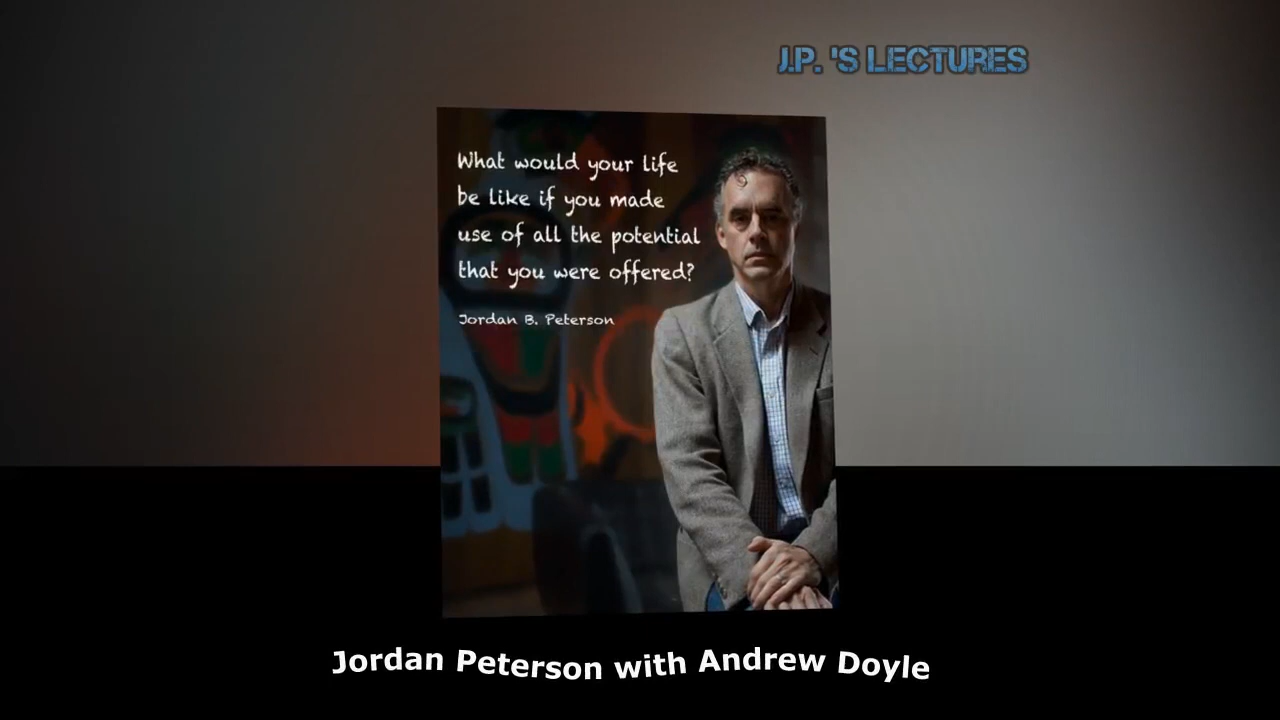 J.P. 'S LECTURES
What would your life
be like if you made
use of all the potential
that you were offered?
Jordan B. Peterson
Jordan Peterson with Andrew Doyle